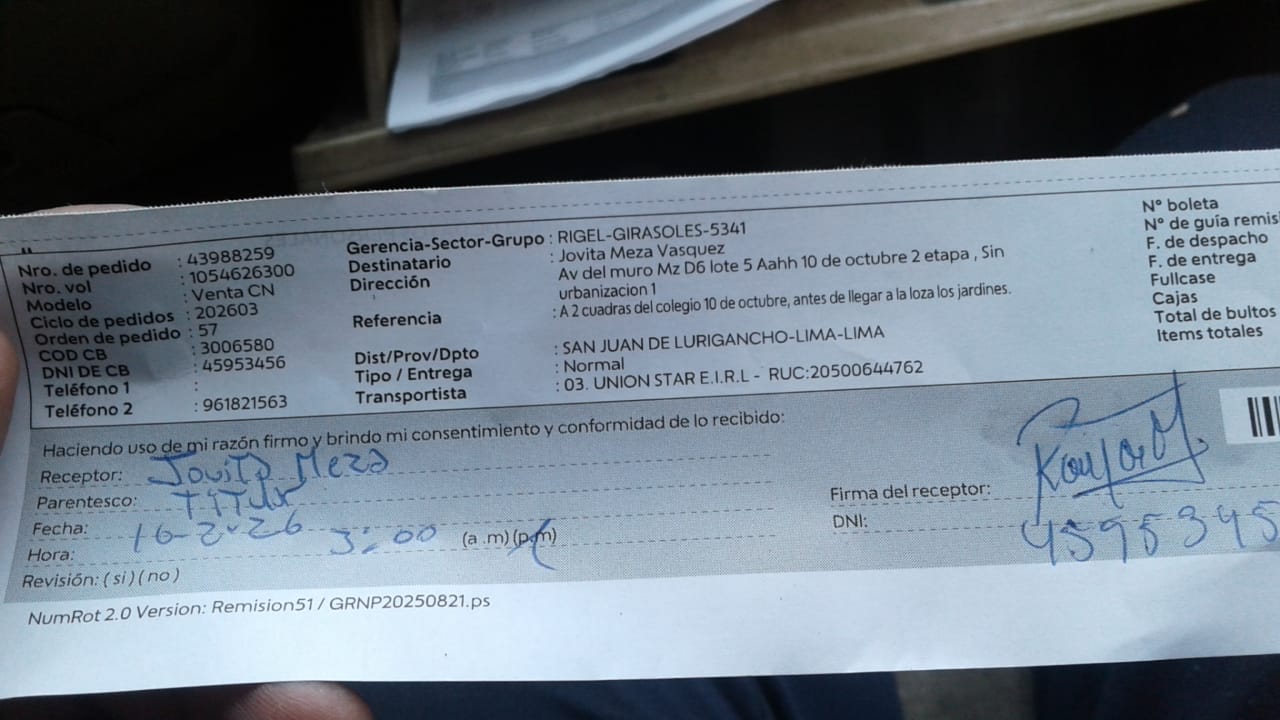 Nro. de pedido : 43988259
Nro. vol : 1054626300
Modelo : Venta CN
Ciclo de pedidos : 202603
Orden de pedido : 57
COD CB : 3006580
DNI DE CB : 45953456
Teléfono 1 :
Teléfono 2 : 961821563
Gerencia-Sector-Grupo : RIGEL-GIRASOLES-5341
Destinatario : Jovita Meza Vasquez
Dirección Av del muro Mz D6 lote 5 Aahh 10 de octubre 2 etapa , Sin
urbanizacion 1
Referencia : A 2 cuadras del colegio 10 de octubre, antes de llegar a la loza los jardines.
Dist/Prov/Dpto : SAN JUAN DE LURIGANCHO-LIMA-LIMA
Tipo / Entrega : Normal
Transportista : 03. UNION STAR E.I.R.L - RUC:20500644762
N° boleta
N° de guía remis
F. de despacho
F. de entrega
Fullcase
Cajas
Total de bultos
Items totales
Haciendo uso de mi razón firmo y brindo mi consentimiento y conformidad de lo recibido:
Receptor: Jovita Meza
Parentesco: Titular
Fecha: 16-2-26
Hora: 3:00 (a .m) (p.m)
Revisión: ( si ) ( no )
Firma del receptor:
DNI: 4595345
NumRot 2.0 Version: Remision51 / GRNP20250821.ps